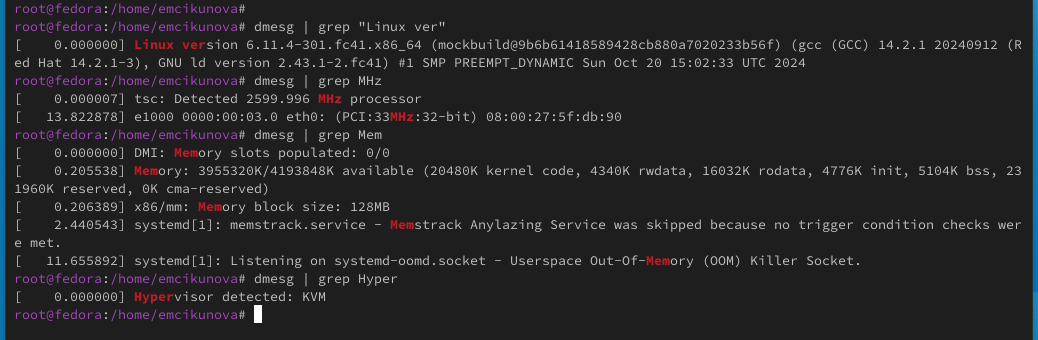 root@fedora:/home/emcikunova#
root@fedora:/home/emcikunova# dmesg | grep "Linux ver"
[    0.000000] Linux version 6.11.4-301.fc41.x86_64 (mockbuild@9b6b61418589428cb880a7020233b56f) (gcc (GCC) 14.2.1 20240912 (R
ed Hat 14.2.1-3), GNU ld version 2.43.1-2.fc41) #1 SMP PREEMPT_DYNAMIC Sun Oct 20 15:02:33 UTC 2024
root@fedora:/home/emcikunova# dmesg | grep MHz
[    0.000007] tsc: Detected 2599.996 MHz processor
[   13.822878] e1000 0000:00:03.0 eth0: (PCI:33MHz:32-bit) 08:00:27:5f:db:90
root@fedora:/home/emcikunova# dmesg | grep Mem
[    0.000000] DMI: Memory slots populated: 0/0
[    0.205538] Memory: 3955320K/4193848K available (20480K kernel code, 4340K rwdata, 16032K rodata, 4776K init, 5104K bss, 23
1960K reserved, 0K cma-reserved)
[    0.206389] x86/mm: Memory block size: 128MB
[    2.440543] systemd[1]: memstrack.service - Memstrack Anylazing Service was skipped because no trigger condition checks wer
e met.
[   11.655892] systemd[1]: Listening on systemd-oomd.socket - Userspace Out-Of-Memory (OOM) Killer Socket.
root@fedora:/home/emcikunova# dmesg | grep Hyper
[    0.000000] Hypervisor detected: KVM
root@fedora:/home/emcikunova#